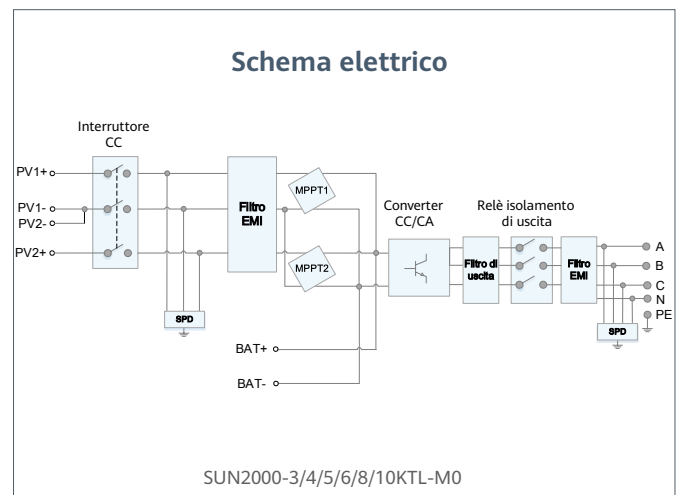 Schema elettrico
Interruttore
CC
PV1+
PV1-
PV2-
PV2+
SPD
Filtro
EMI
MPPT1
MPPT2
BAT+
BAT-
Converter
CC/CA
Filtro di
uscita
Relè isolamento
di uscita
Filtro
EMI
SPD
A
B
C
N
PE
SUN2000-3/4/5/6/8/10KTL-M0